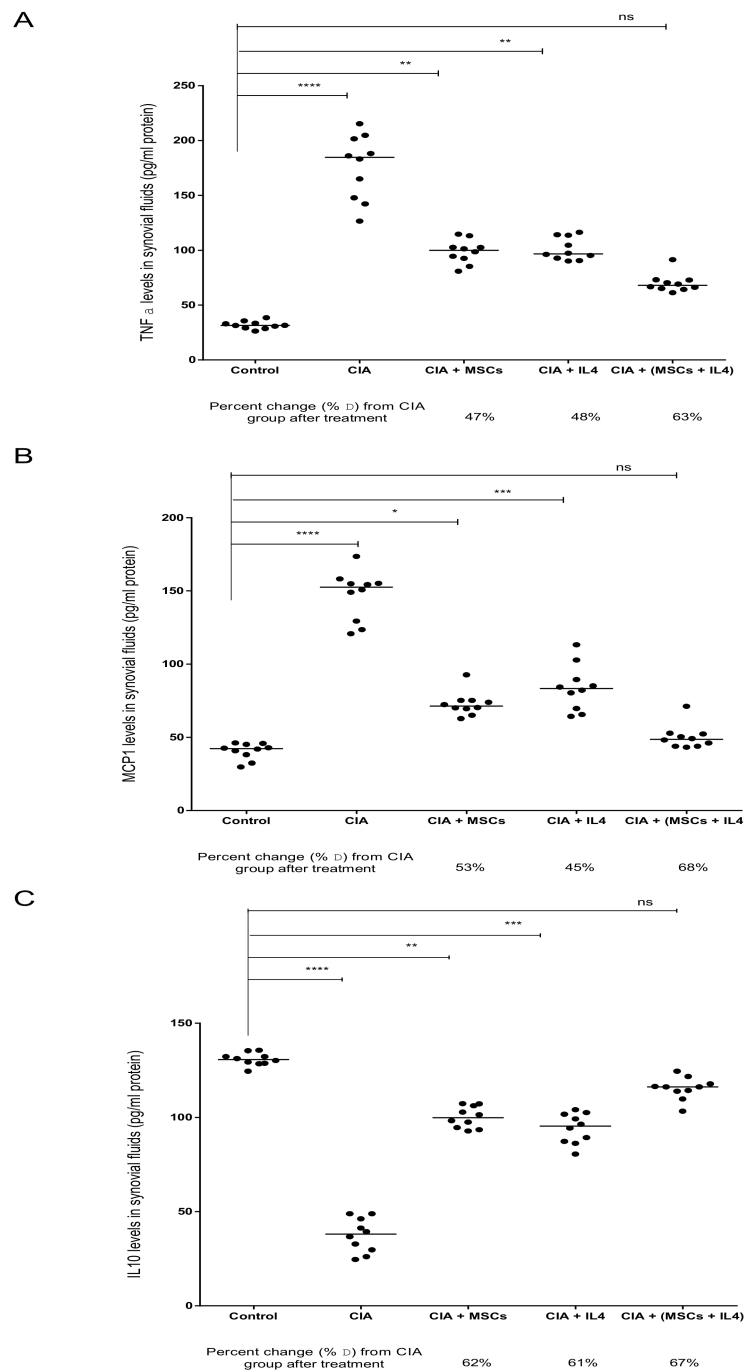 A
ns
**
**
****
250
200
150
100
50
0
TNF a levels in synovial fluids (pg/ml protein)
Control CIA CIA + MSCs CIA + IL4 CIA + (MSCs + IL4)
Percent change (% D) from CIA
group after treatment
47% 48% 63%
B
ns
***
*
****
200
150
100
50
0
MCP1 levels in synovial fluids (pg/ml protein)
Control CIA CIA + MSCs CIA + IL4 CIA + (MSCs + IL4
Percent change (% D) from CIA
group after treatment
53% 45% 68%
C
ns
***
**
****
150
100
50
0
IL10 levels in synovial fluids (pg/ml protein)
Control CIA CIA + MSCs CIA + IL4 CIA + (MSCs + IL4)
Percent change (% D) from CIA
group after treatment
62% 61% 67%